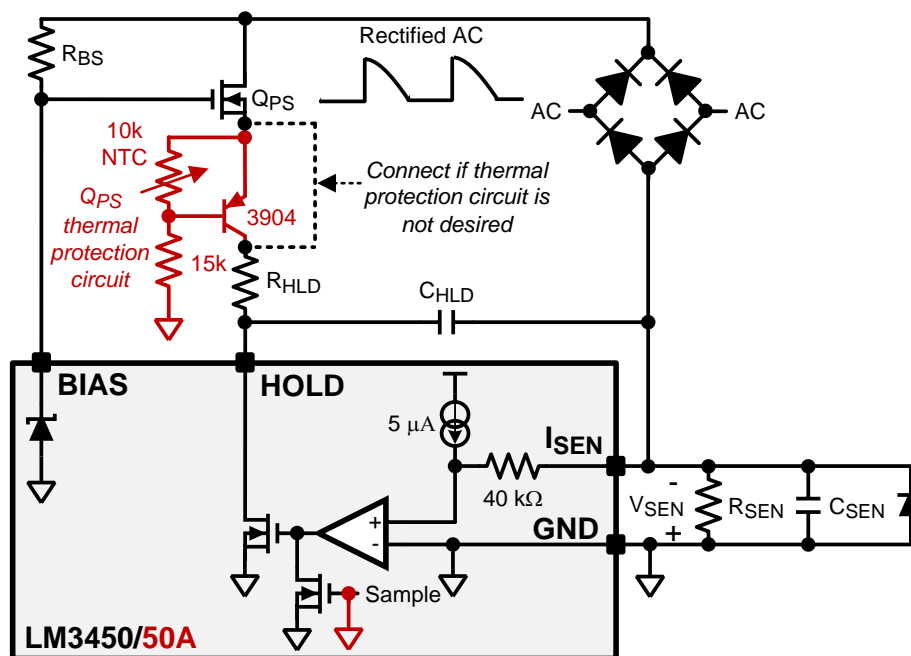 Rectified AC
RBS
QPS
AC
AC
10k
NTC
QPS
thermal
protection
circuit
3904
15k
Connect if thermal
protection circuit is
not desired
RHLD
CHLD
BIAS
HOLD
5 μA
ISEN
40 kΩ
GND
-
VSEN
+
RSEN
CSEN
+
-
Sample
LM3450/50A